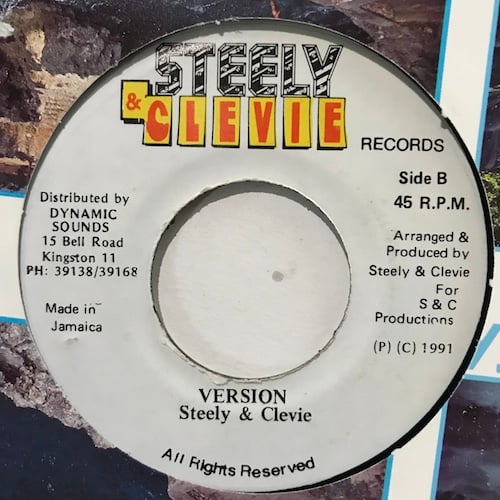 STEELY
& CLEVIE
RECORDS
Side B
45 R.P.M.
Distributed by
DYNAMIC
SOUNDS
15 Bell Road
Kingston 11
PH: 39138/39168
Made in
Jamaica
Arranged &
Produced by
Steely & Clevie
For
S & C
Productions
(P) (C) 1991
VERSION
Steely & Clevie
All Rights Reserved